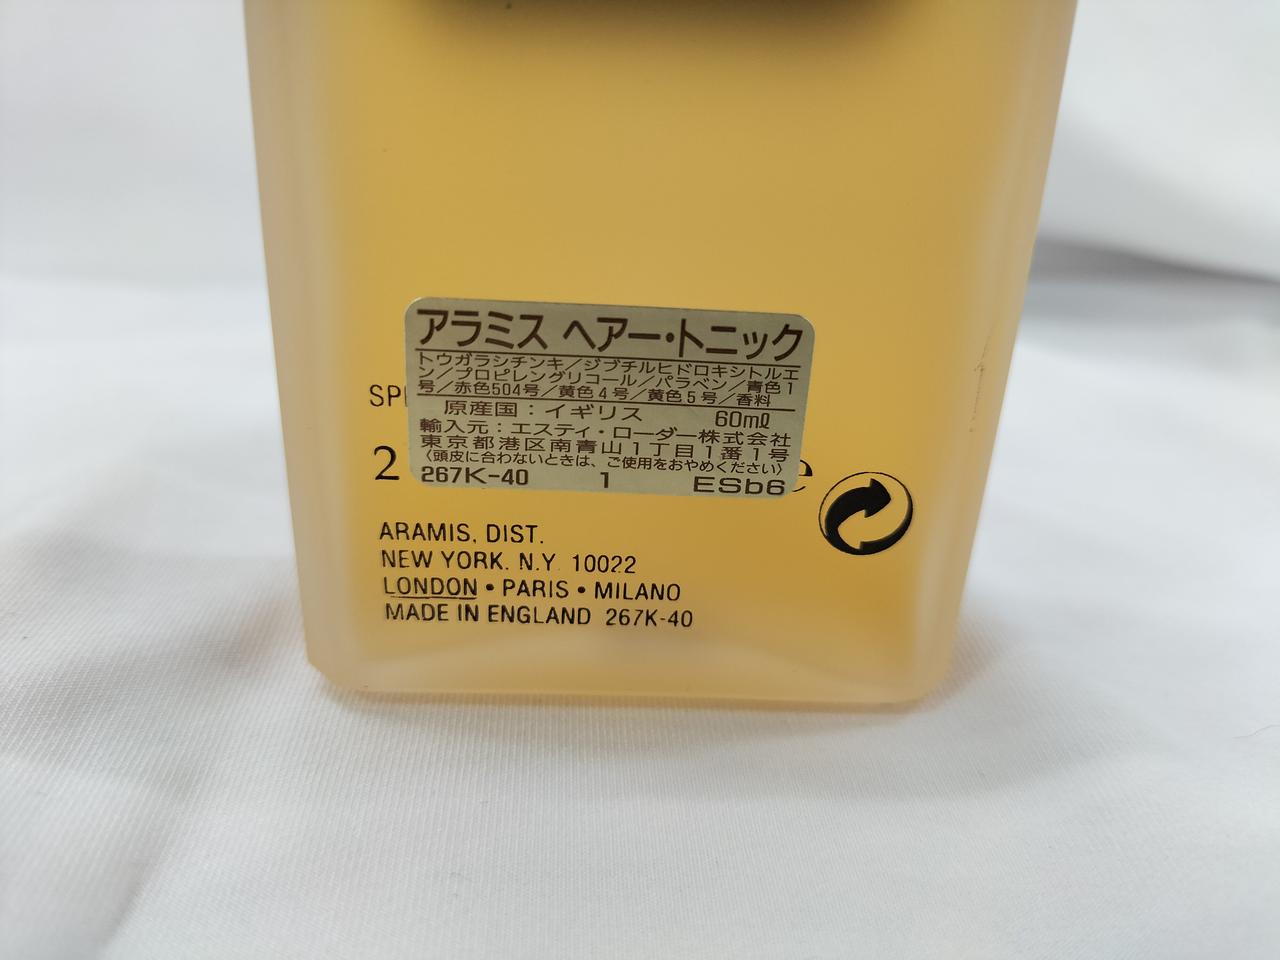 アラミス ヘアー・トニック
トウガラシチンキ／ジブチルヒドロキシトルエ
ン／プロピレングリコール／パラベン／青色1
号／赤色504号／黄色4号／黄色5号／香料
原産国：イギリス 60mℓ
輸入元：エスティ・ローダー株式会社
東京都港区南青山1丁目1番1号
〈頭皮に合わないときは、ご使用をおやめください〉
267K-40 1 ESb6
2 e
ARAMIS, DIST.
NEW YORK. N.Y. 10022
LONDON • PARIS • MILANO
MADE IN ENGLAND 267K-40